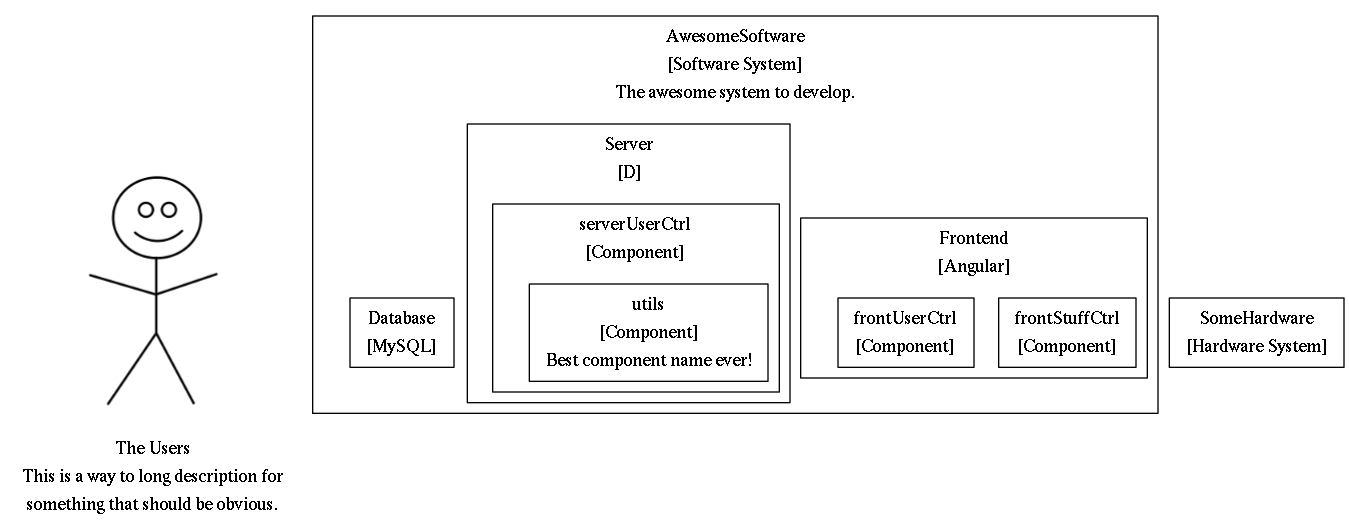 AwesomeSoftware
[Software System]
The awesome system to develop.
Server
[D]
serverUserCtrl
[Component]
utils
[Component]
Best component name ever!
Database
[MySQL]
Frontend
[Angular]
frontUserCtrl
[Component]
frontStuffCtrl
[Component]
SomeHardware
[Hardware System]
The Users
This is a way to long description for
something that should be obvious.